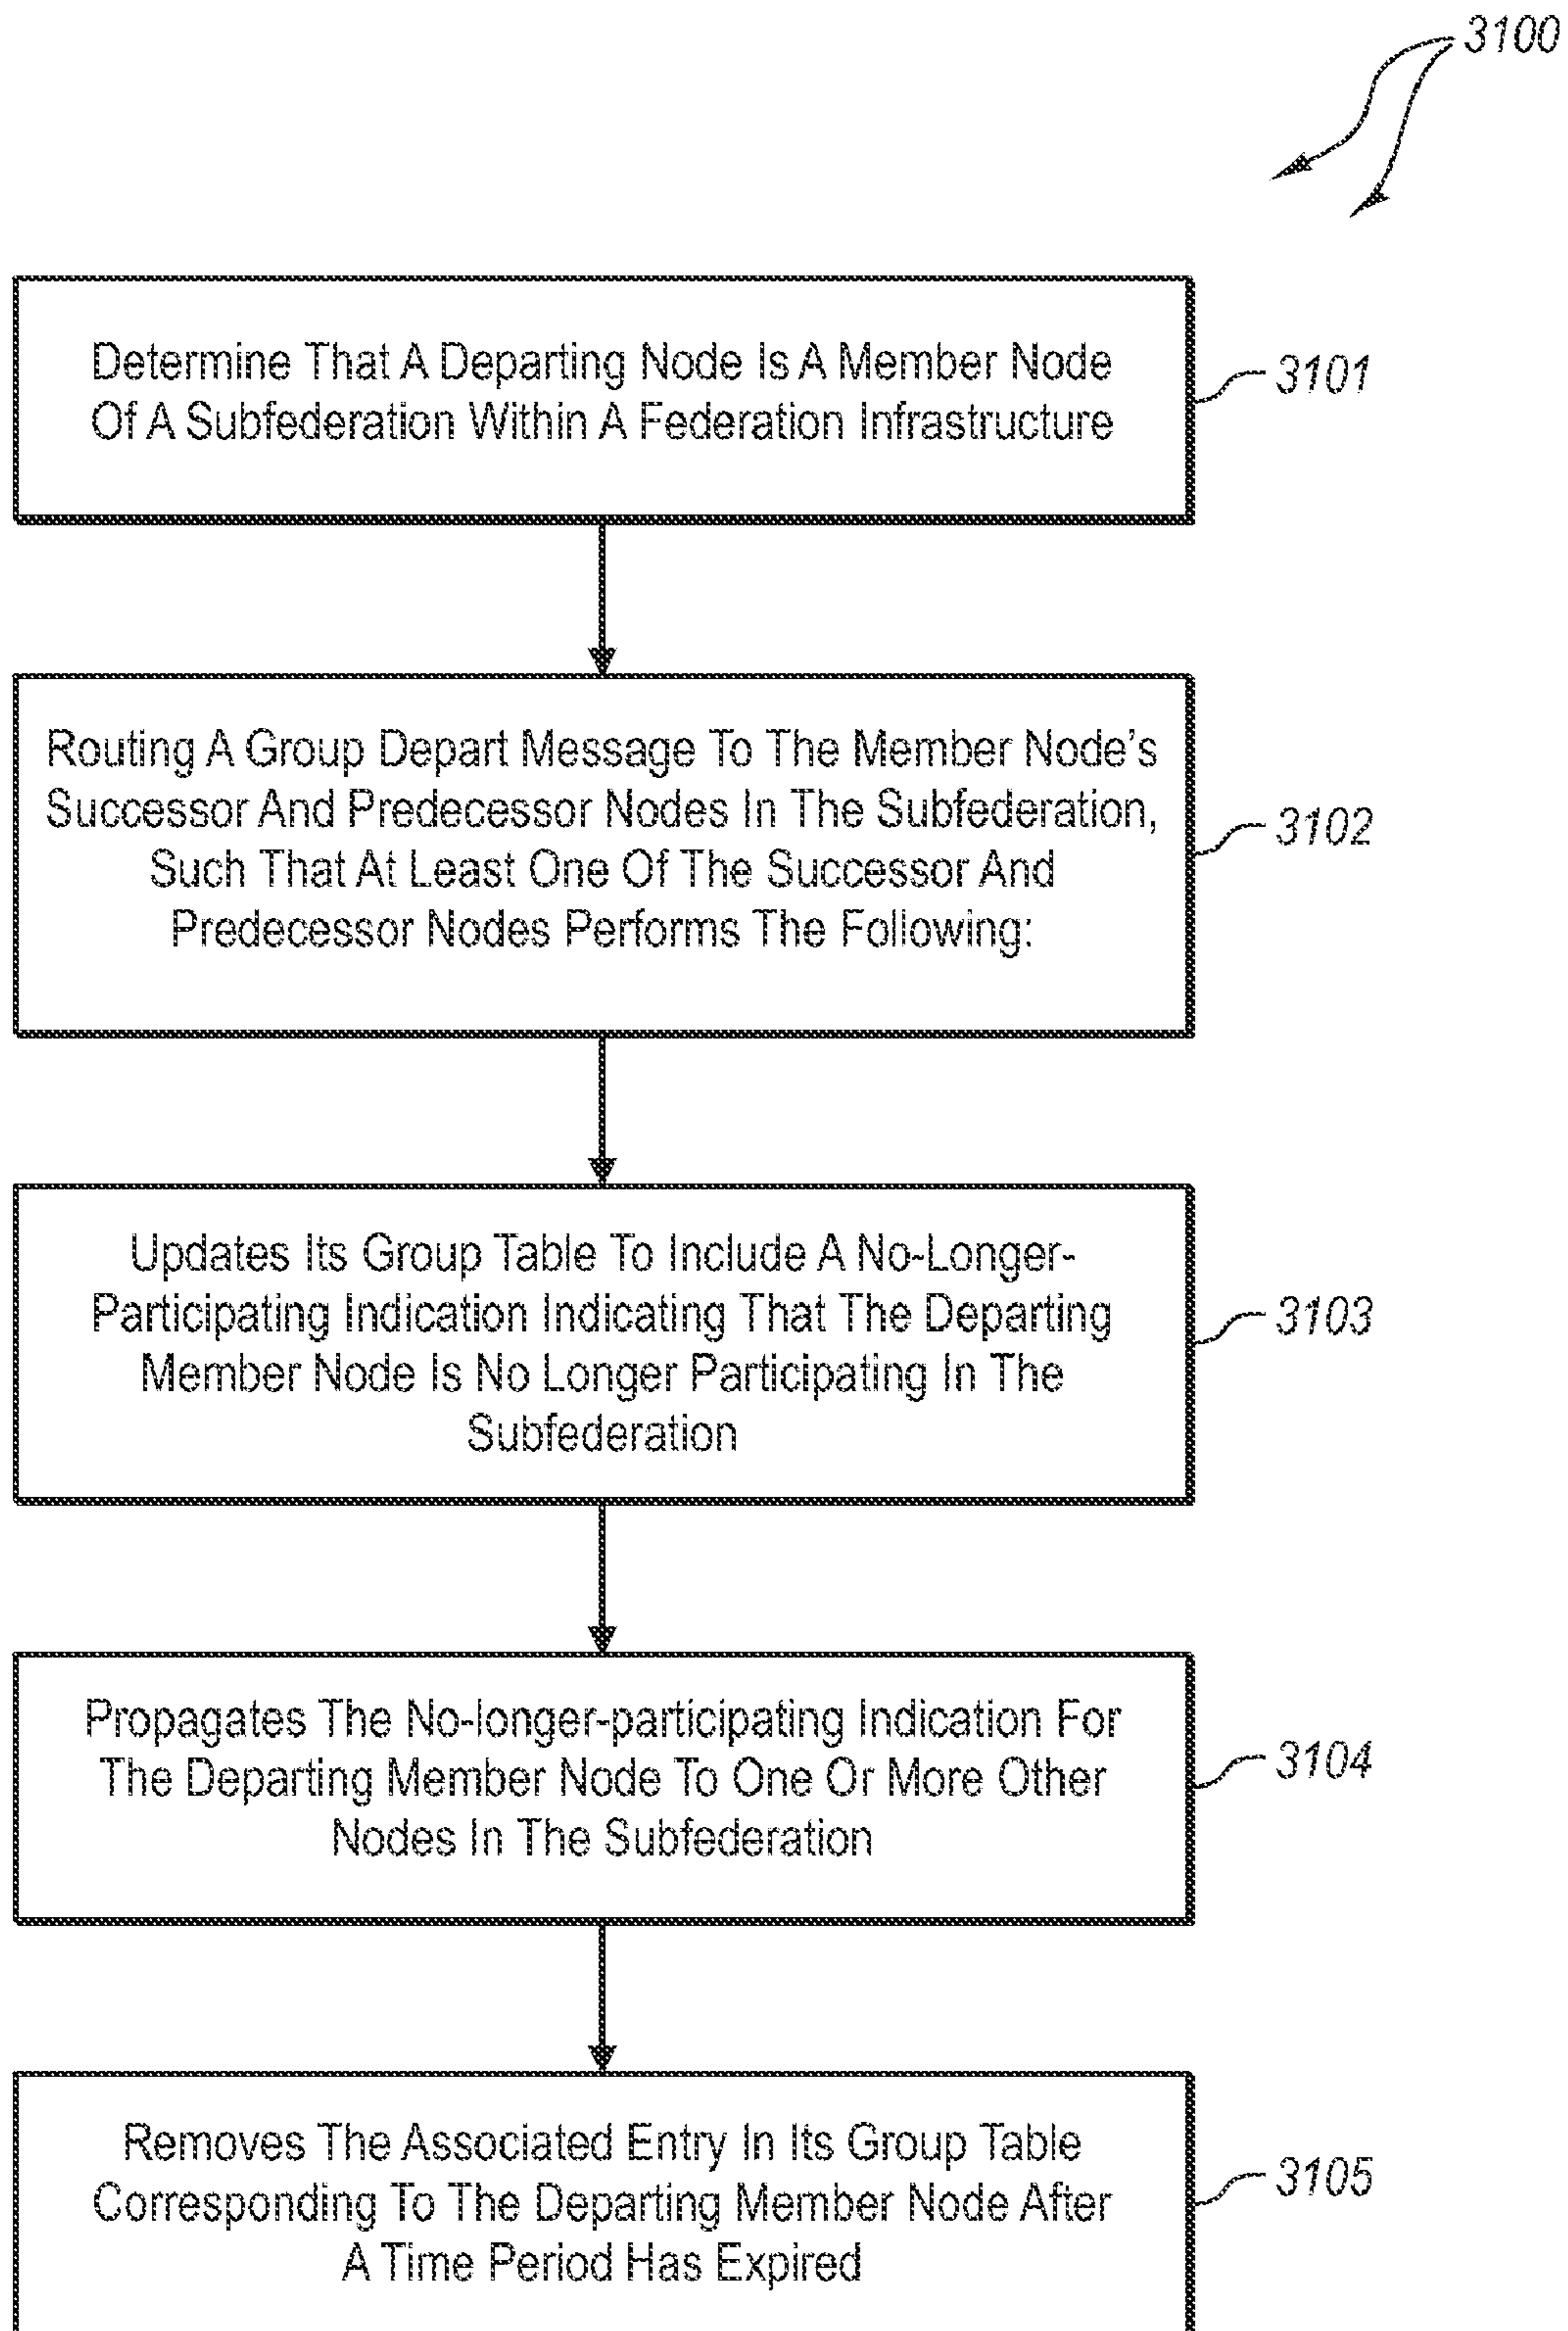 3100
Determine That A Departing Node Is A Member Node
Of A Subfederation Within A Federation Infrastructure
3101
Routing A Group Depart Message To The Member Node's
Successor And Predecessor Nodes In The Subfederation,
Such That At Least One Of The Successor And
Predecessor Nodes Performs The Following:
3102
Updates Its Group Table To Include A No-Longer-
Participating Indication Indicating That The Departing
Member Node Is No Longer Participating In The
Subfederation
3103
Propagates The No-longer-participating Indication For
The Departing Member Node To One Or More Other
Nodes In The Subfederation
3104
Removes The Associated Entry In Its Group Table
Corresponding To The Departing Member Node After
A Time Period Has Expired
3105